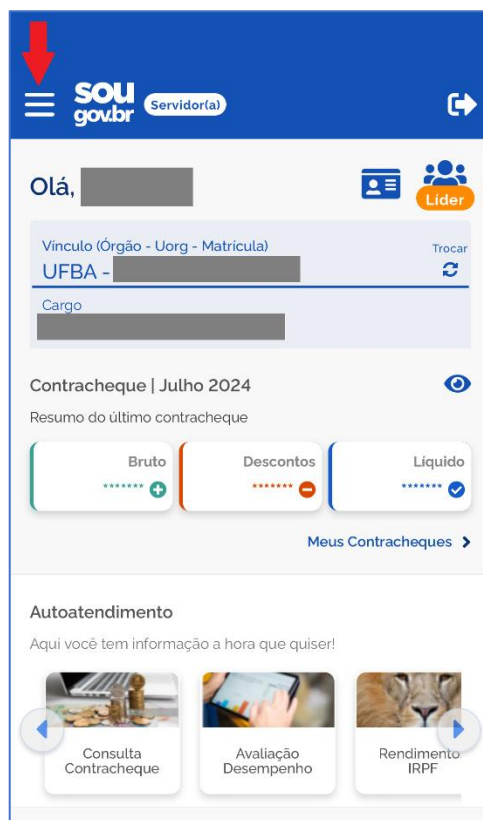 sou
gov.br
Servidor(a)
Olá,
Líder
Vínculo (Órgão - Uorg - Matrícula)
Trocar
UFBA -
Cargo
Contracheque | Julho 2024
Resumo do último contracheque
Bruto
Descontos
Líquido
*******
*******
*******
Meus Contracheques
Autoatendimento
Aqui você tem informação a hora que quiser!
Consulta
Contracheque
Avaliação
Desempenho
Rendimento
IRPF